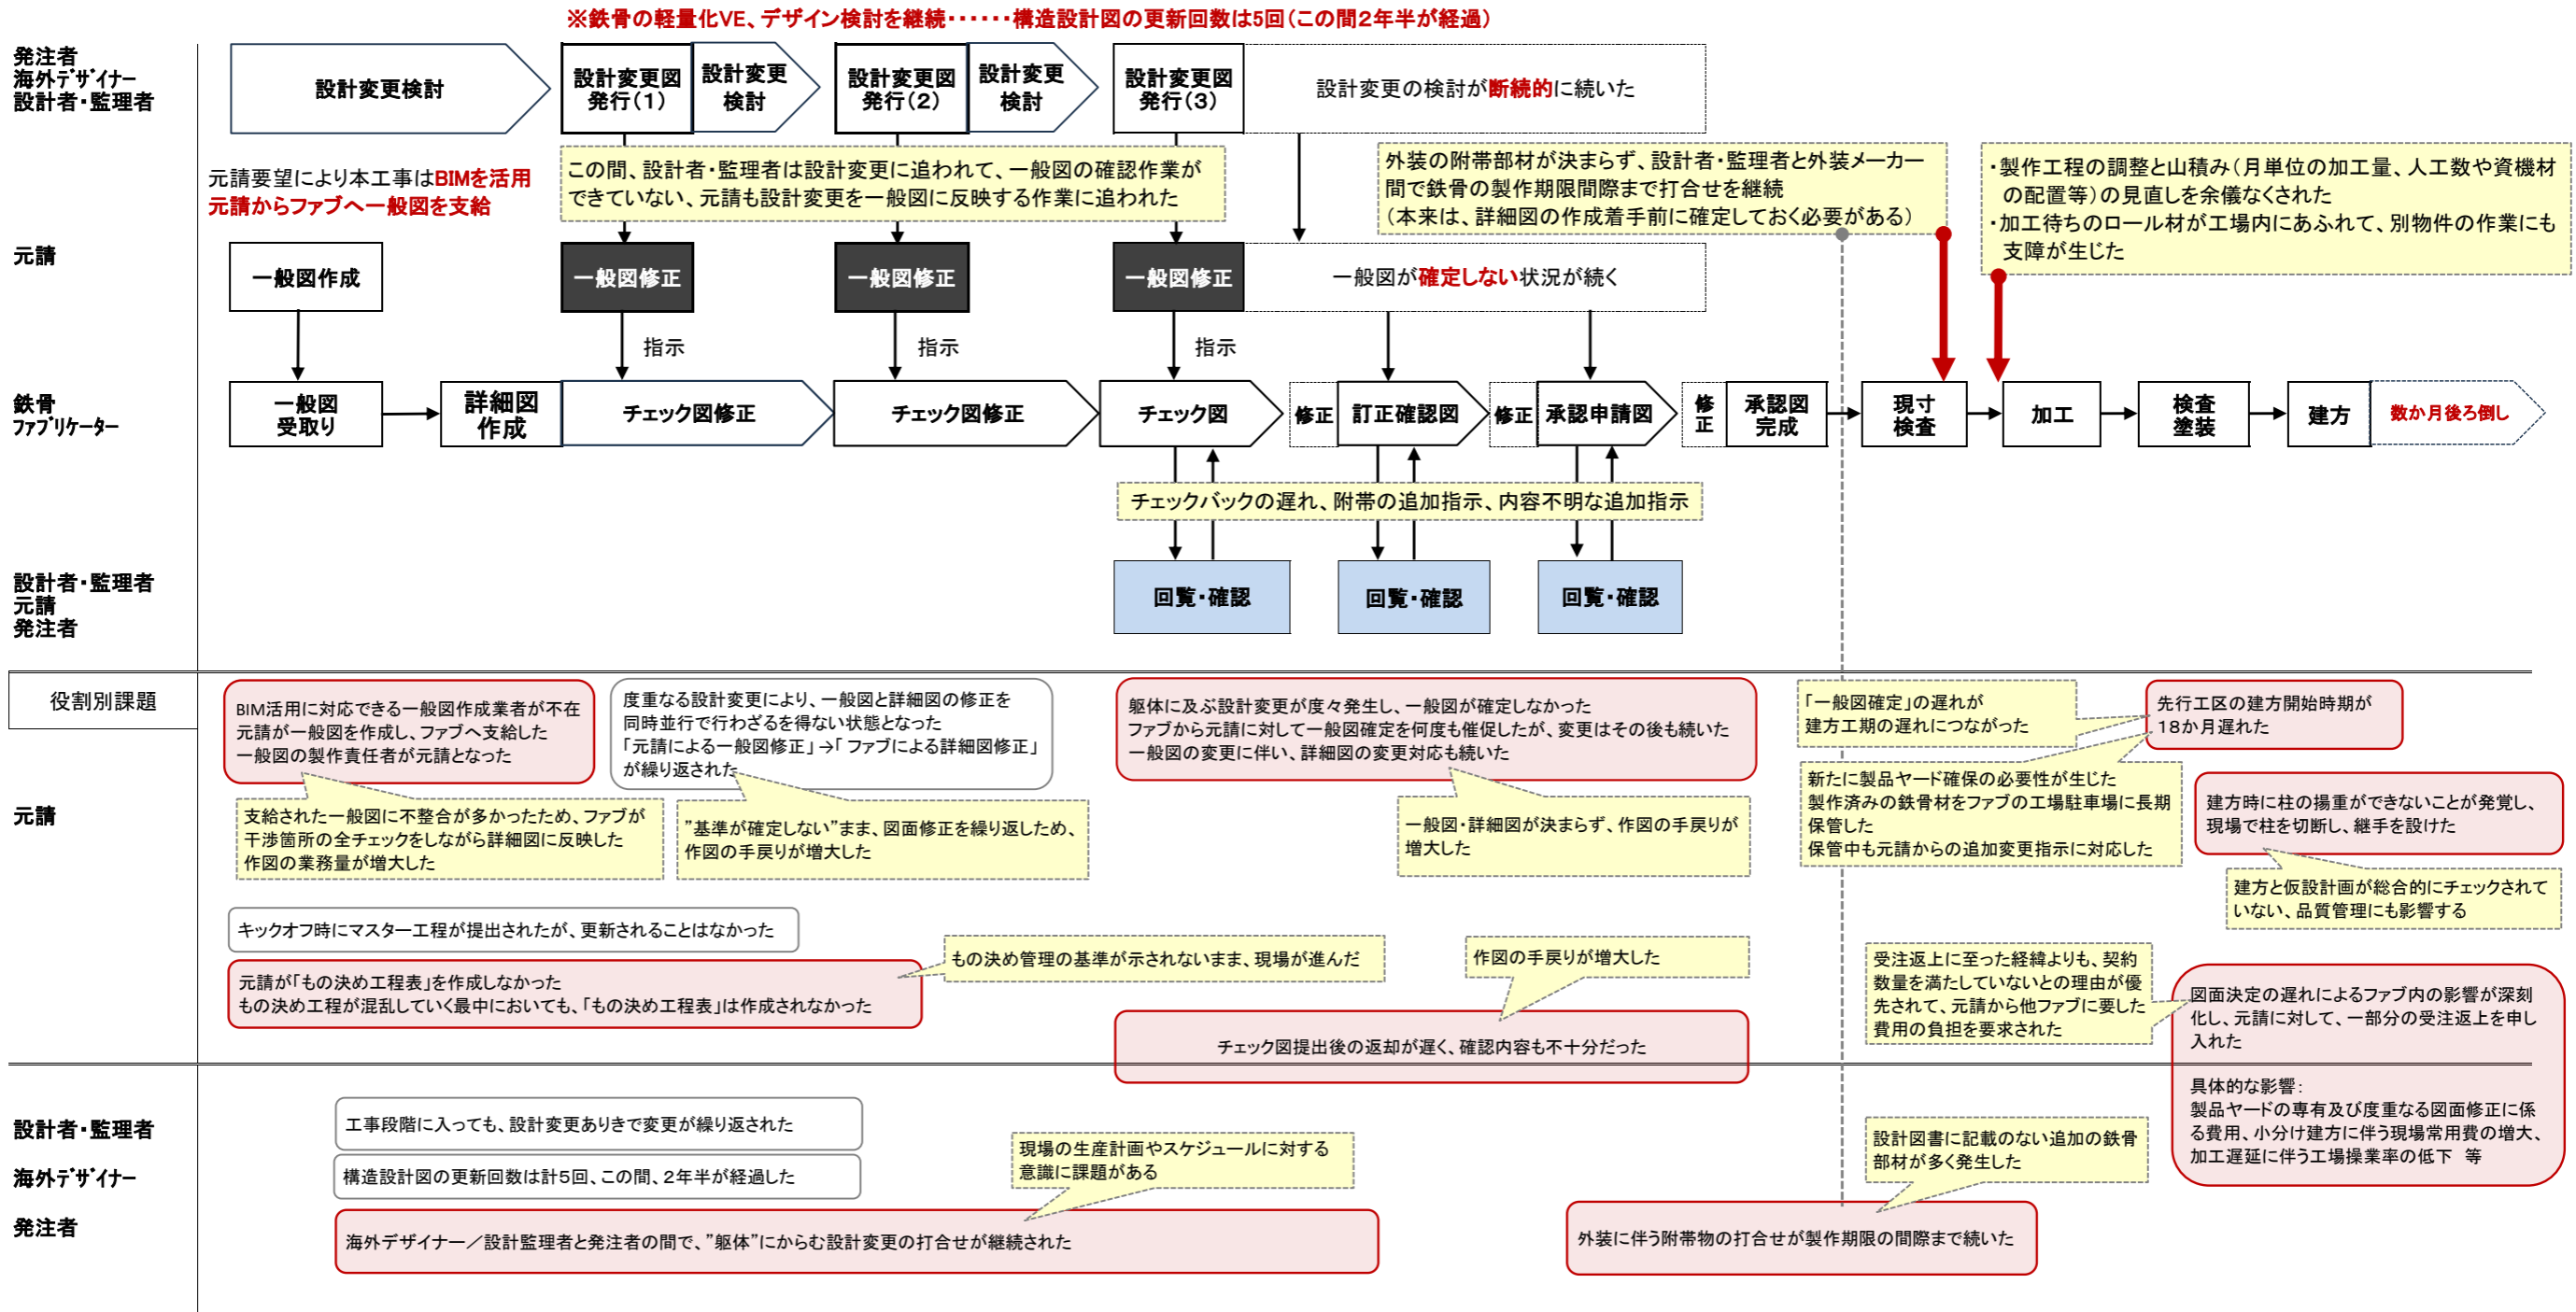 ※鉄骨の軽量化VE、デザイン検討を継続・・・・・・構造設計図の更新回数は5回(この間2年半が経過)
発注者
海外デザイナー
設計者・監理者
設計変更検討
設計変更図
発行(1)
設計変更
検討
設計変更図
発行(2)
設計変更
検討
設計変更図
発行(3)
設計変更の検討が断続的に続いた
元請要望により本工事はBIMを活用
元請からファブへ一般図を支給
この間、設計者・監理者は設計変更に追われて、一般図の確認作業が
できていない、元請も設計変更を一般図に反映する作業に追われた
外装の附帯部材が決まらず、設計者・監理者と外装メーカー
間で鉄骨の製作期限間際まで打合せを継続
(本来は、詳細図の作成着手前に確定しておく必要がある)
・製作工程の調整と山積み(月単位の加工量、人工数や資機材
の配置等)の見直しを余儀なくされた
・加工待ちのロール材が工場内にあふれて、別物件の作業にも
支障が生じた
元請
一般図作成
一般図修正
一般図修正
一般図修正
一般図が確定しない状況が続く
指示
指示
指示
鉄骨
ファブリケーター
一般図
受取り
詳細図
作成
チェック図修正
チェック図修正
チェック図
修正
訂正確認図
修正
承認申請図
修
正
承認図
完成
現寸
検査
加工
検査
塗装
建方
数か月後ろ倒し
チェックバックの遅れ、附帯の追加指示、内容不明な追加指示
設計者・監理者
元請
発注者
回覧・確認
回覧・確認
回覧・確認
役割別課題
元請
BIM活用に対応できる一般図作成業者が不在
元請が一般図を作成し、ファブへ支給した
一般図の製作責任者が元請となった
度重なる設計変更により、一般図と詳細図の修正を
同時並行で行わざるを得ない状態となった
「元請による一般図修正」→「ファブによる詳細図修正」
が繰り返された
躯体に及ぶ設計変更が度々発生し、一般図が確定しなかった
ファブから元請に対して一般図確定を何度も催促したが、変更はその後も続いた
一般図の変更に伴い、詳細図の変更対応も続いた
「一般図確定」の遅れが
建方工期の遅れにつながった
先行工区の建方開始時期が
18か月遅れた
支給された一般図に不整合が多かったため、ファブが
干渉箇所の全チェックをしながら詳細図に反映した
作図の業務量が増大した
”基準が確定しない”まま、図面修正を繰り返しため、
作図の手戻りが増大した
一般図・詳細図が決まらず、作図の手戻りが
増大した
新たに製品ヤード確保の必要性が生じた
製作済みの鉄骨材をファブの工場駐車場に長期
保管した
保管中も元請からの追加変更指示に対応した
建方時に柱の揚重ができないことが発覚し、
現場で柱を切断し、継手を設けた
建方と仮設計画が総合的にチェックされて
いない、品質管理にも影響する
キックオフ時にマスター工程が提出されたが、更新されることはなかった
元請が「もの決め工程表」を作成しなかった
もの決め工程が混乱していく最中においても、「もの決め工程表」は作成されなかった
もの決め管理の基準が示されないまま、現場が進んだ
作図の手戻りが増大した
チェック図提出後の返却が遅く、確認内容も不十分だった
受注返上に至った経緯よりも、契約
数量を満たしていないとの理由が優
先されて、元請から他ファブに要した
費用の負担を要求された
図面決定の遅れによるファブ内の影響が深刻
化し、元請に対して、一部分の受注返上を申し
入れた
具体的な影響:
製品ヤードの専有及び度重なる図面修正に係
る費用、小分け建方に伴う現場常用費の増大、
加工遅延に伴う工場操業率の低下 等
設計者・監理者
海外デザイナー
発注者
工事段階に入っても、設計変更ありきで変更が繰り返された
構造設計図の更新回数は計5回、この間、2年半が経過した
現場の生産計画やスケジュールに対する
意識に課題がある
海外デザイナー/設計監理者と発注者の間で、”躯体”にからむ設計変更の打合せが継続された
設計図書に記載のない追加の鉄骨
部材が多く発生した
外装に伴う附帯物の打合せが製作期限の間際まで続いた